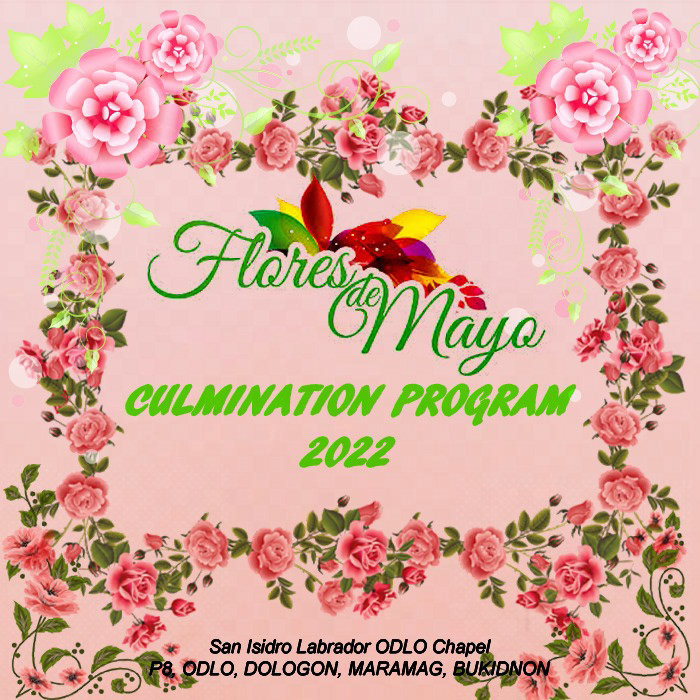 Flores de Mayo
CULMINATION PROGRAM
2022
San Isidro Labrador ODLO Chapel
P8, ODLO, DOLOGON, MARAMAG, BUKIDNON